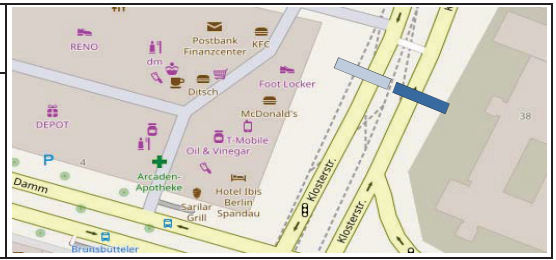 RENO
Postbank
Finanzcenter
KFC
dm
Ditsch
Foot Locker
McDonald's
DEPOT
T-Mobile
Oil & Vinegar
38
P
4
Arcaden-
Apotheke
Hotel Ibis
Berlin
Spandau
Sarilar
Grill
Damm
Brunsbütteler
Klosterstr.
Klosterstr.